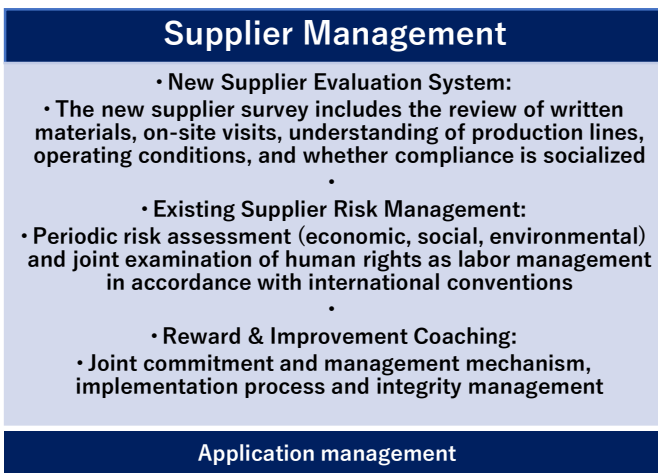 Supplier Management
• New Supplier Evaluation System:
• The new supplier survey includes the review of written
materials, on-site visits, understanding of production lines,
operating conditions, and whether compliance is socialized
•
• Existing Supplier Risk Management:
• Periodic risk assessment (economic, social, environmental)
and joint examination of human rights as labor management
in accordance with international conventions
•
• Reward & Improvement Coaching:
• Joint commitment and management mechanism,
implementation process and integrity management
Application management